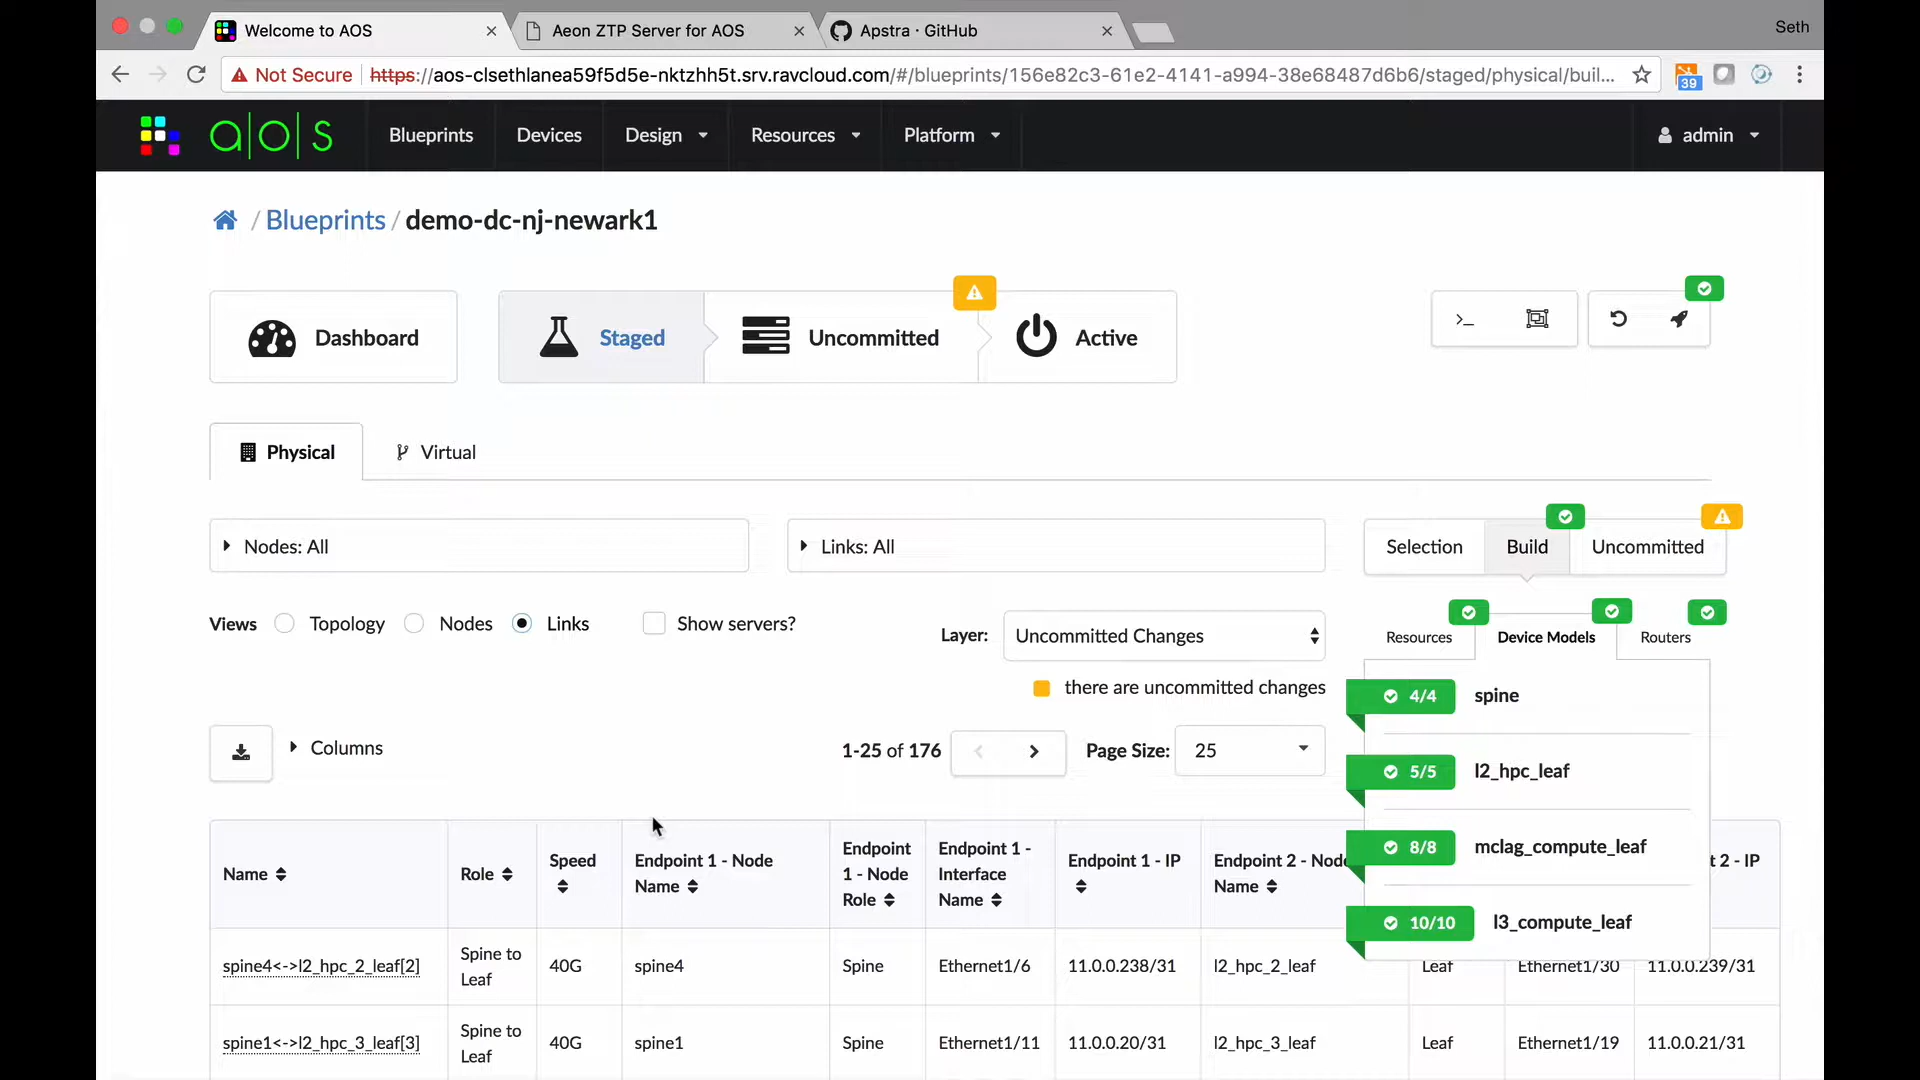 Welcome to AOS
Aeon ZTP Server for AOS
Apstra · GitHub
Seth
Not Secure
https://aos-clsethlanea59f5d5e-nktzhh5t.srv.ravcloud.com/#/blueprints/156e82c3-61e2-4141-a994-38e68487d6b6/staged/physical/buil...
39
a|o|s
Blueprints
Devices
Design
Resources
Platform
admin
/ Blueprints / demo-dc-nj-newark1
Dashboard
Staged
Uncommitted
Active
Physical
Virtual
Nodes: All
Links: All
Selection
Build
Uncommitted
Views
Topology
Nodes
Links
Show servers?
Layer:
Uncommitted Changes
there are uncommitted changes
Resources
Device Models
Routers
4/4 spine
5/5 l2_hpc_leaf
8/8 mclag_compute_leaf
10/10 l3_compute_leaf
Columns
1-25 of 176
Page Size:
25
Name
Role
Speed
Endpoint 1 - Node
Name
Endpoint
1 - Node
Role
Endpoint 1 -
Interface
Name
Endpoint 1 - IP
Endpoint 2 - Node
Name
t 2 - IP
spine4<->l2_hpc_2_leaf[2]
Spine to
Leaf
40G
spine4
Spine
Ethernet1/6
11.0.0.238/31
l2_hpc_2_leaf
Leaf
Ethernet1/30
11.0.0.239/31
spine1<->l2_hpc_3_leaf[3]
Spine to
Leaf
40G
spine1
Spine
Ethernet1/11
11.0.0.20/31
l2_hpc_3_leaf
Leaf
Ethernet1/19
11.0.0.21/31